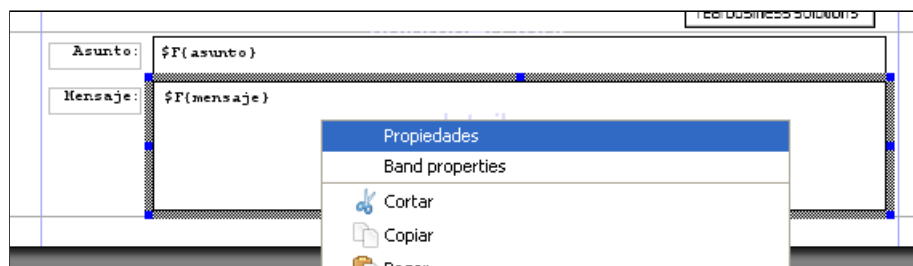 Asunto:
$F{asunto}
Mensaje:
$F{mensaje}
Propiedades
Band properties
Cortar
Copiar